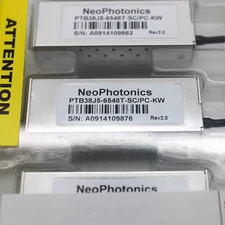 ATTENTION
NeoPhotonics
PTB38J5-6548T-SC/PC-KW
S/N: A0914109862
Rev2.0
NeoPhotonics
PTB38J5-6548T-SC/PC-KW
S/N: A0914109876
Rev2.0